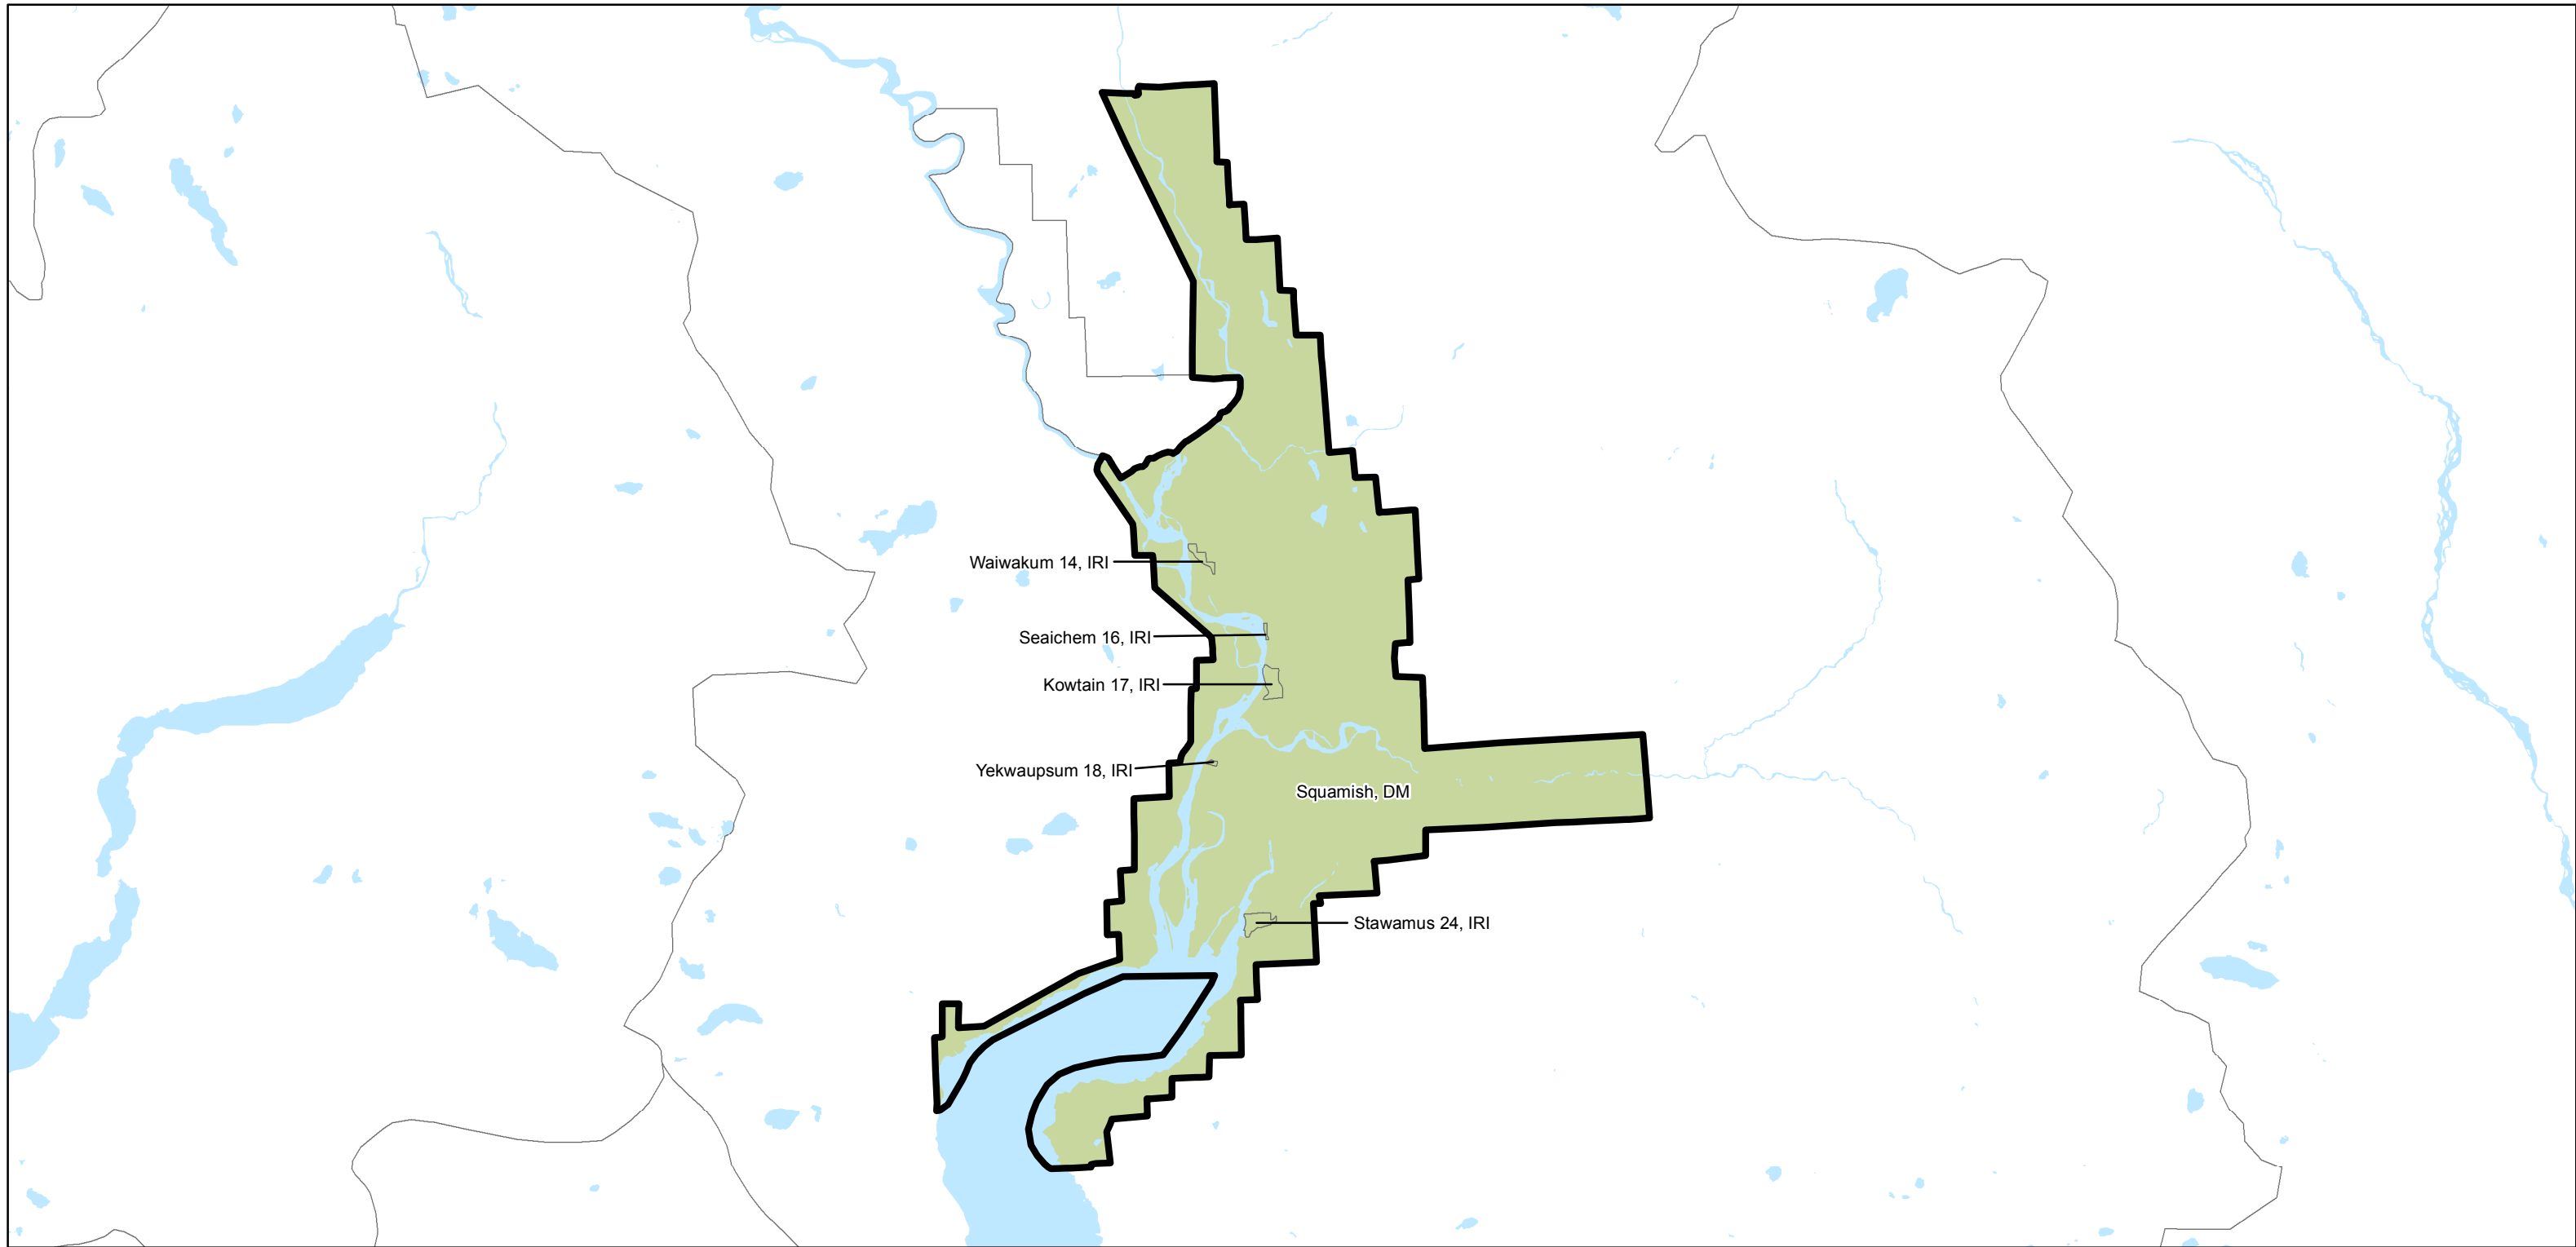 Waiwakum 14, IRI
Seaichem 16, IRI
Kowtain 17, IRI
Yekwaupsum 18, IRI
Squamish, DM
Stawamus 24, IRI